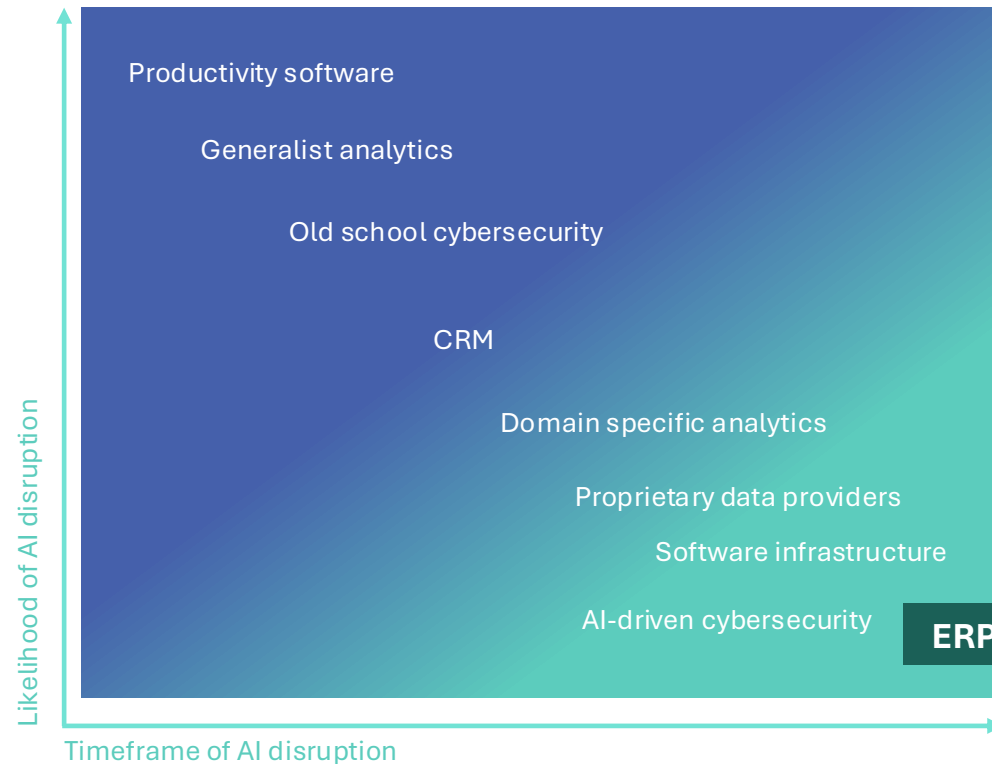 Productivity software
Generalist analytics
Old school cybersecurity
CRM
Domain specific analytics
Proprietary data providers
Software infrastructure
AI-driven cybersecurity
ERP
Likelihood of AI disruption
Timeframe of AI disruption